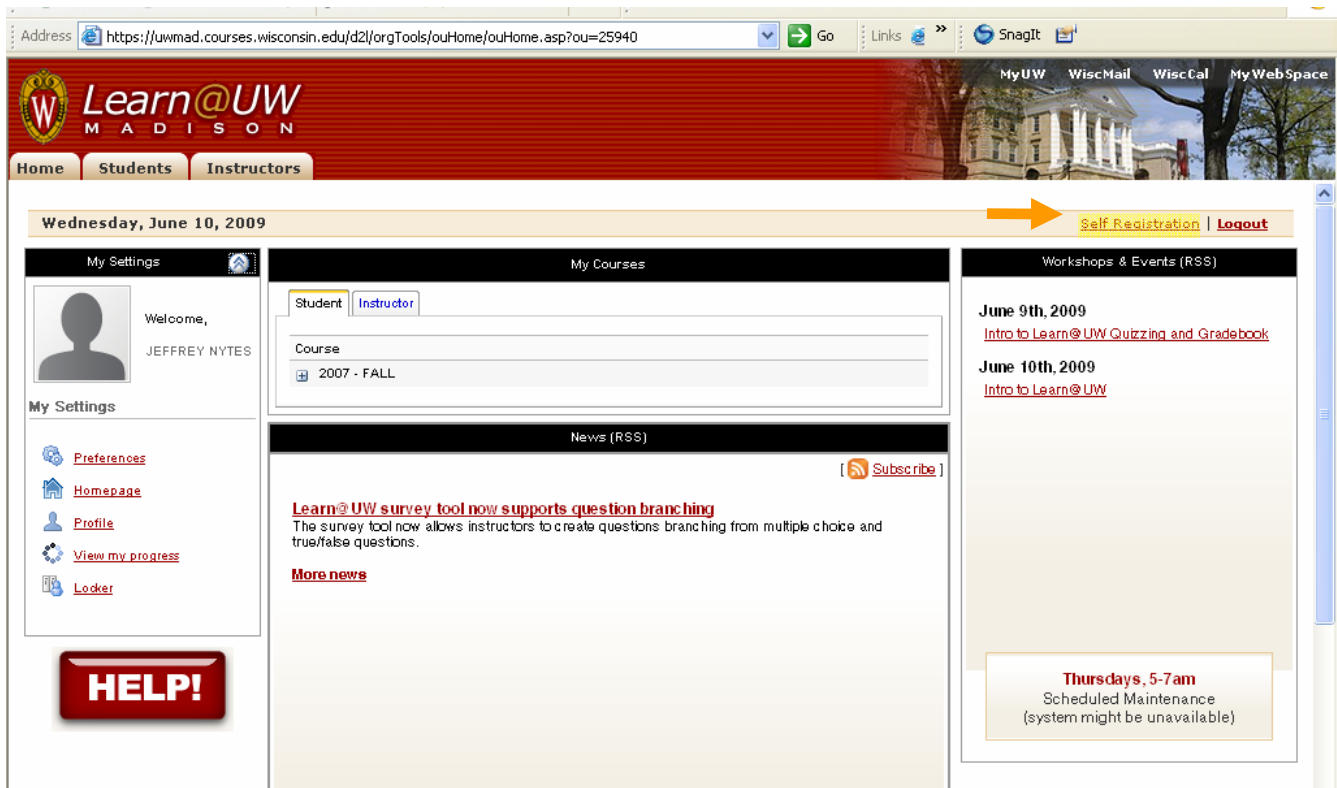 Address https://uwmad.courses.wisconsin.edu/d2l/orgTools/ouHome/ouHome.asp?ou=25940 Go Links » SnagIt
MyUW WiscMail WiscCal MyWebSpace
W Learn@UW
MADISON
Home Students Instructors
Wednesday, June 10, 2009
Self Registration | Logout
My Settings
Welcome,
JEFFREY NYTES
My Settings
Preferences
Homepage
Profile
View my progress
Locker
HELP!
My Courses
Student Instructor
Course
2007 - FALL
News (RSS)
[ Subscribe ]
Learn@UW survey tool now supports question branching
The survey tool now allows instructors to create questions branching from multiple choice and
true/false questions.
More news
Workshops & Events (RSS)
June 9th, 2009
Intro to Learn@UW Quizzing and Gradebook
June 10th, 2009
Intro to Learn@UW
Thursdays, 5-7am
Scheduled Maintenance
(system might be unavailable)